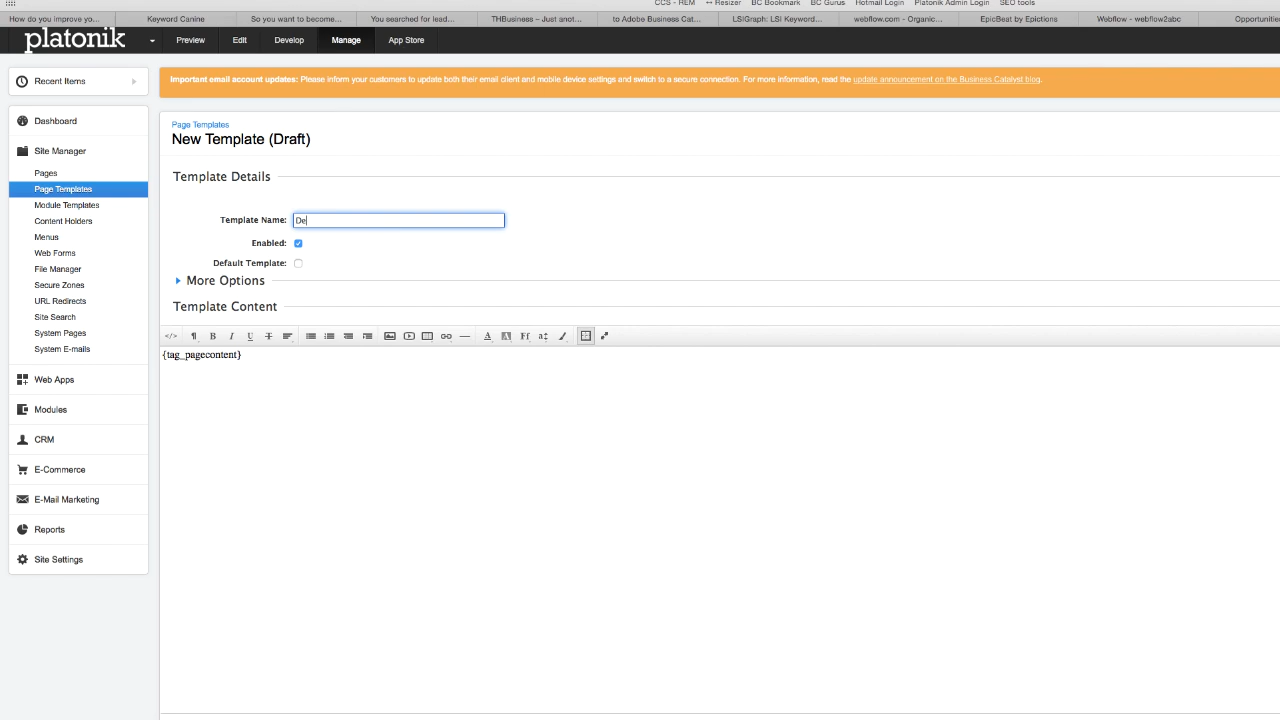 CCS - REM ↔ Resizer BC Bookmark BC Gurus Hotmail Login Platonik Admin Login SEO tools
How do you improve yo... Keyword Canine So you want to become... You searched for lead... THBusiness – Just anot... to Adobe Business Cat... LSIGraph: LSI Keyword... webflow.com - Organic... EpicBeat by Epictions Webflow - webflow2abc Opportunities
platonik Preview Edit Develop Manage App Store
Recent Items
Important email account updates: Please inform your customers to update both their email client and mobile device settings and switch to a secure connection. For more information, read the update announcement on the Business Catalyst blog.
Dashboard
Site Manager
Pages
Page Templates
Module Templates
Content Holders
Menus
Web Forms
File Manager
Secure Zones
URL Redirects
Site Search
System Pages
System E-mails
Web Apps
Modules
CRM
E-Commerce
E-Mail Marketing
Reports
Site Settings
Page Templates
New Template (Draft)
Template Details
Template Name: De
Enabled:
Default Template:
More Options
Template Content
</> ¶ B I U T Ff
{tag_pagecontent}